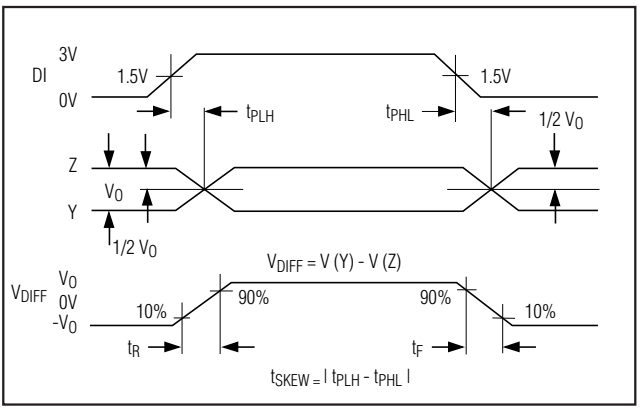 3V
DI
1.5V
1.5V
0V
tPLH
tPHL
1/2 VO
Z
VO
Y
1/2 VO
VDIFF = V (Y) - V (Z)
VO
VDIFF
0V
-VO
10%
90%
90%
10%
tR
tF
tSKEW = | tPLH - tPHL |